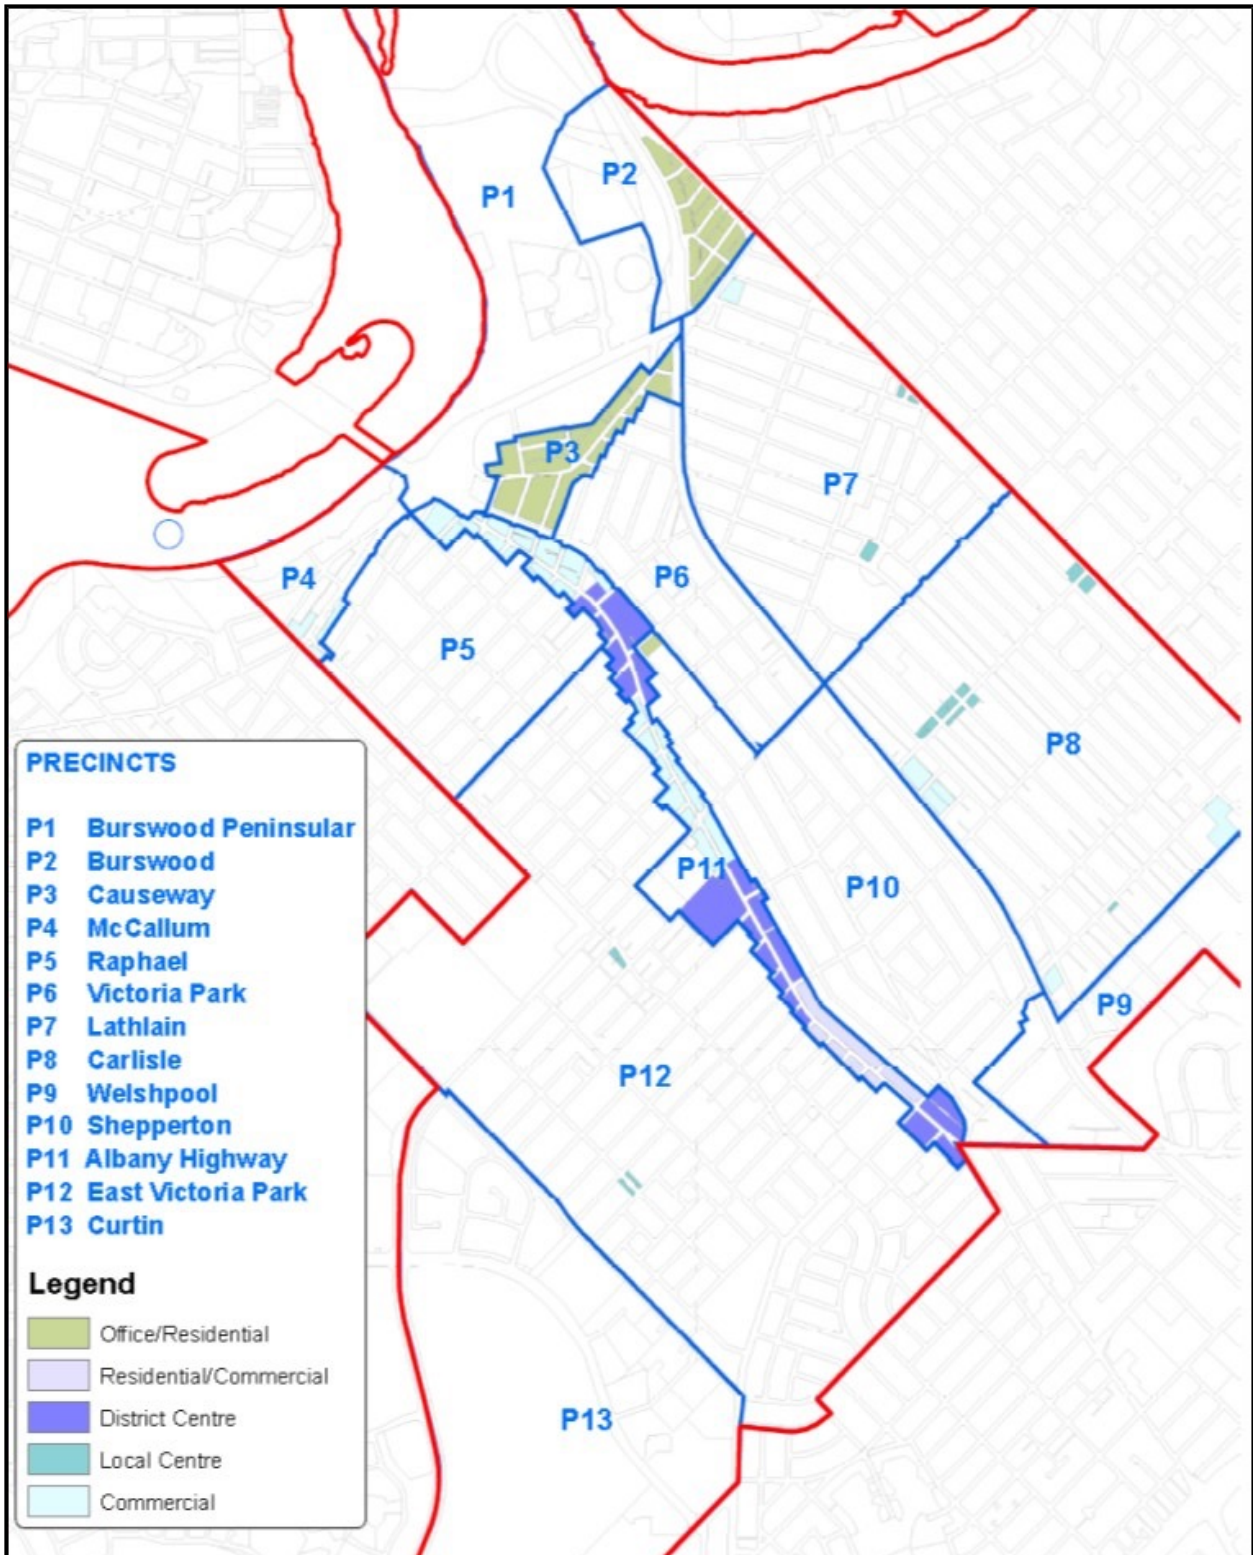 P1
P2
P3
P7
P4
P6
P5
P8
P11
P10
P9
P12
P13
PRECINCTS
P1 Burswood Peninsular
P2 Burswood
P3 Causeway
P4 McCallum
P5 Raphael
P6 Victoria Park
P7 Lathlain
P8 Carlisle
P9 Welshpool
P10 Shepperton
P11 Albany Highway
P12 East Victoria Park
P13 Curtin
Legend
Office/Residential
Residential/Commercial
District Centre
Local Centre
Commercial